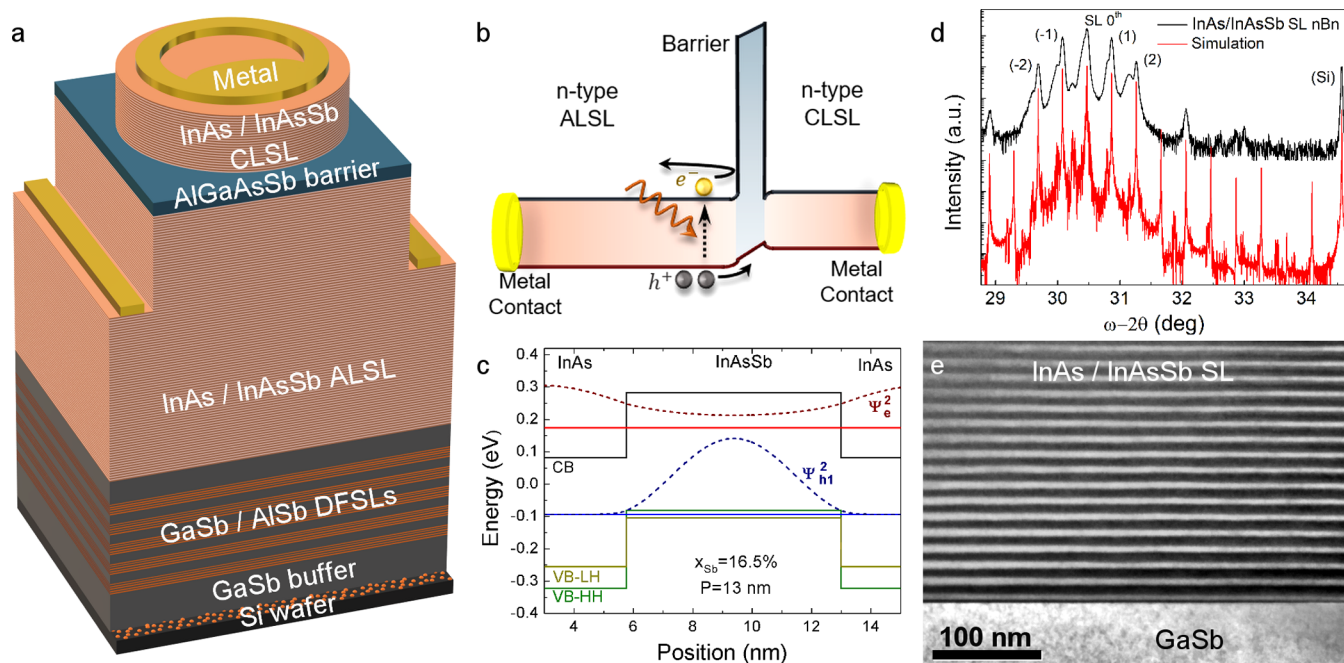 a
Metal
InAs / InAsSb
CLSL
AlGaAsSb barrier
InAs / InAsSb ALSL
GaSb / AlSb DFSLs
GaSb buffer
Si wafer
b
Barrier
n-type
ALSL
n-type
CLSL
e⁻
h⁺
Metal
Contact
Metal
Contact
c
InAs
InAsSb
InAs
0.4
0.3
0.2
0.1
0.0
-0.1
-0.2
-0.3
-0.4
Energy (eV)
Ψ²e
CB
Ψ²h1
VB-LH
VB-HH
xSb=16.5%
P=13 nm
4
6
8
10
12
14
Position (nm)
d
SL 0th
InAs/InAsSb SL nBn
Simulation
(-2)
(-1)
(1)
(2)
(Si)
Intensity (a.u.)
29
30
31
32
33
34
ω−2θ (deg)
e
InAs / InAsSb SL
100 nm
GaSb